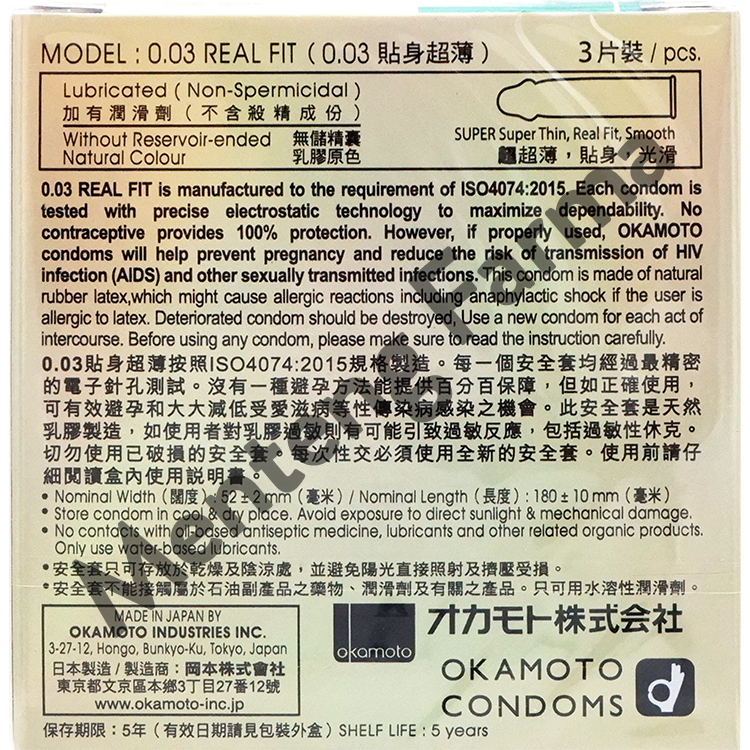 MODEL : 0.03 REAL FIT ( 0.03 貼身超薄 ) 3片裝 / pcs.
Lubricated ( Non-Spermicidal )
加有潤滑劑 ( 不含殺精成份 )
Without Reservoir-ended 無儲精囊
Natural Colour 乳膠原色
SUPER Super Thin, Real Fit, Smooth
超超薄，貼身，光滑
0.03 REAL FIT is manufactured to the requirement of ISO4074:2015. Each condom is
tested with precise electrostatic technology to maximize dependability. No
contraceptive provides 100% protection. However, if properly used, OKAMOTO
condoms will help prevent pregnancy and reduce the risk of transmission of HIV
infection (AIDS) and other sexually transmitted infections. This condom is made of natural
rubber latex,which might cause allergic reactions including anaphylactic shock if the user is
allergic to latex. Deteriorated condom should be destroyed, Use a new condom for each act of
intercourse. Before using any condom, please make sure to read the instruction carefully.
0.03貼身超薄按照ISO4074:2015規格製造。每一個安全套均經過最精密
的電子針孔測試。沒有一種避孕方法能提供百分百保障，但如正確使用，
可有效避孕和大大減低受愛滋病等性傳染病感染之機會。此安全套是天然
乳膠製造，如使用者對乳膠過敏則有可能引致過敏反應，包括過敏性休克。
切勿使用已破損的安全套。每次性交必須使用全新的安全套。使用前請仔
細閱讀盒內使用說明書。
• Nominal Width (闊度) : 52 ± 2 mm (毫米) / Nominal Length (長度) : 180 ± 10 mm (毫米)
• Store condom in cool & dry place. Avoid exposure to direct sunlight & mechanical damage.
• No contacts with oil-based antiseptic medicine, lubricants and other related organic products.
Only use water-based lubricants.
• 安全套只可存放於乾燥及陰涼處，並避免陽光直接照射及擠壓受損。
• 安全套不能接觸屬於石油副產品之藥物、潤滑劑及有關之產品。只可用水溶性潤滑劑。
MADE IN JAPAN BY
OKAMOTO INDUSTRIES INC.
3-27-12, Hongo, Bunkyo-Ku, Tokyo, Japan
日本製造 / 製造商：岡本株式會社
東京都文京區本鄉3丁目27番12號
www.okamoto-inc.jp
okamoto
オカモト株式会社
OKAMOTO
CONDOMS
保存期限：5年 (有效日期請見包裝外盒) SHELF LIFE : 5 years
Menteng Farma